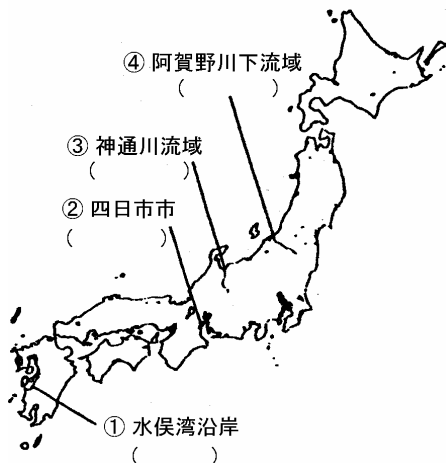 ④ 阿賀野川下流域
(          )
③ 神通川流域
(          )
② 四日市市
(          )
① 水俣湾沿岸
(          )